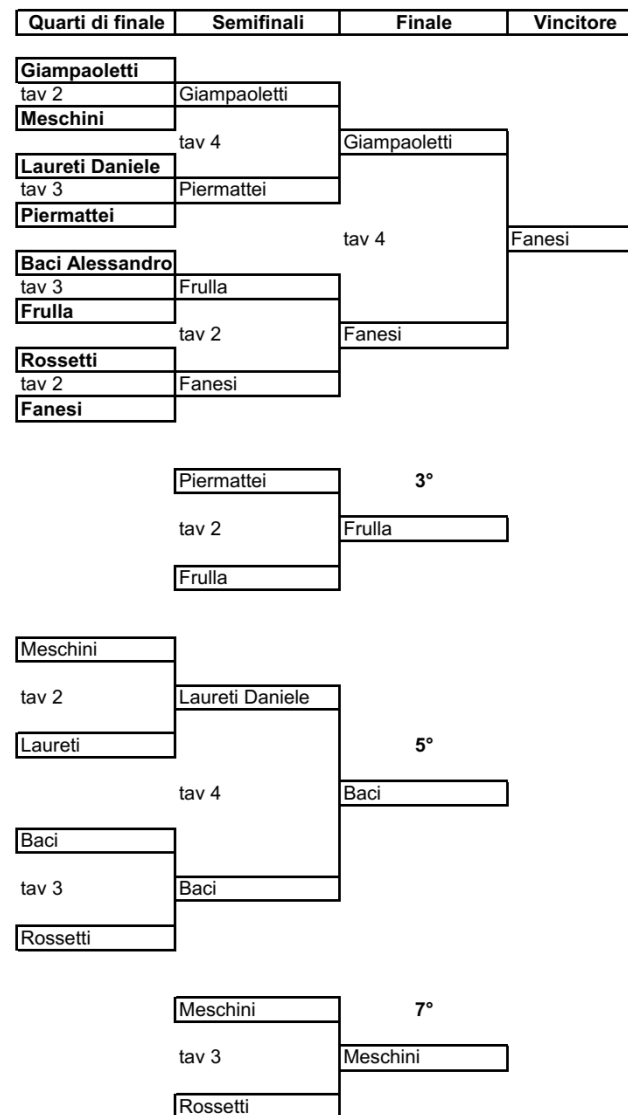 Quarti di finale Semifinali Finale Vincitore
Giampaoletti
tav 2 Giampaoletti
Meschini
tav 4 Giampaoletti
Laureti Daniele
tav 3 Piermattei
Piermattei
tav 4 Fanesi
Baci Alessandro
tav 3 Frulla
Frulla
tav 2 Fanesi
Rossetti
tav 2 Fanesi
Fanesi
Piermattei 3°
tav 2 Frulla
Frulla
Meschini
tav 2 Laureti Daniele
Laureti 5°
tav 4 Baci
Baci
tav 3 Baci
Rossetti
Meschini 7°
tav 3 Meschini
Rossetti